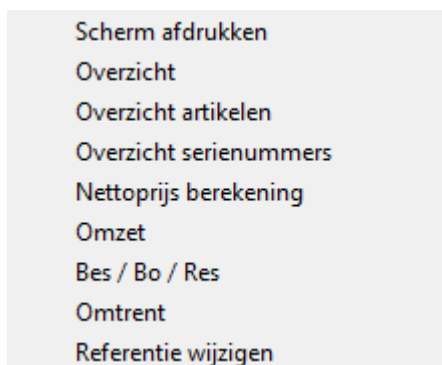 Scherm afdrukken
Overzicht
Overzicht artikelen
Overzicht serienummers
Nettoprijs berekening
Omzet
Bes / Bo / Res
Omtrent
Referentie wijzigen